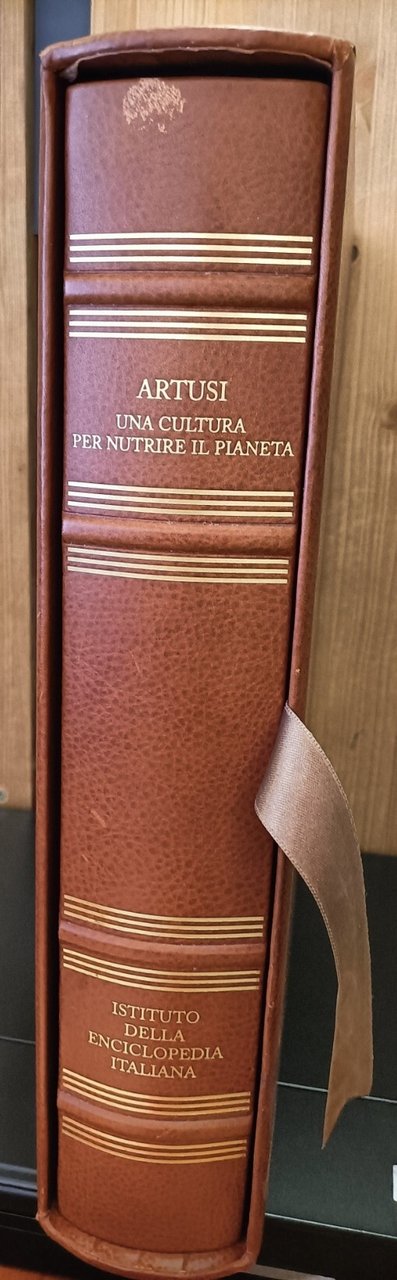 ARTUSI
UNA CULTURA
PER NUTRIRE IL PIANETA
ISTITUTO
DELLA
ENCICLOPEDIA
ITALIANA